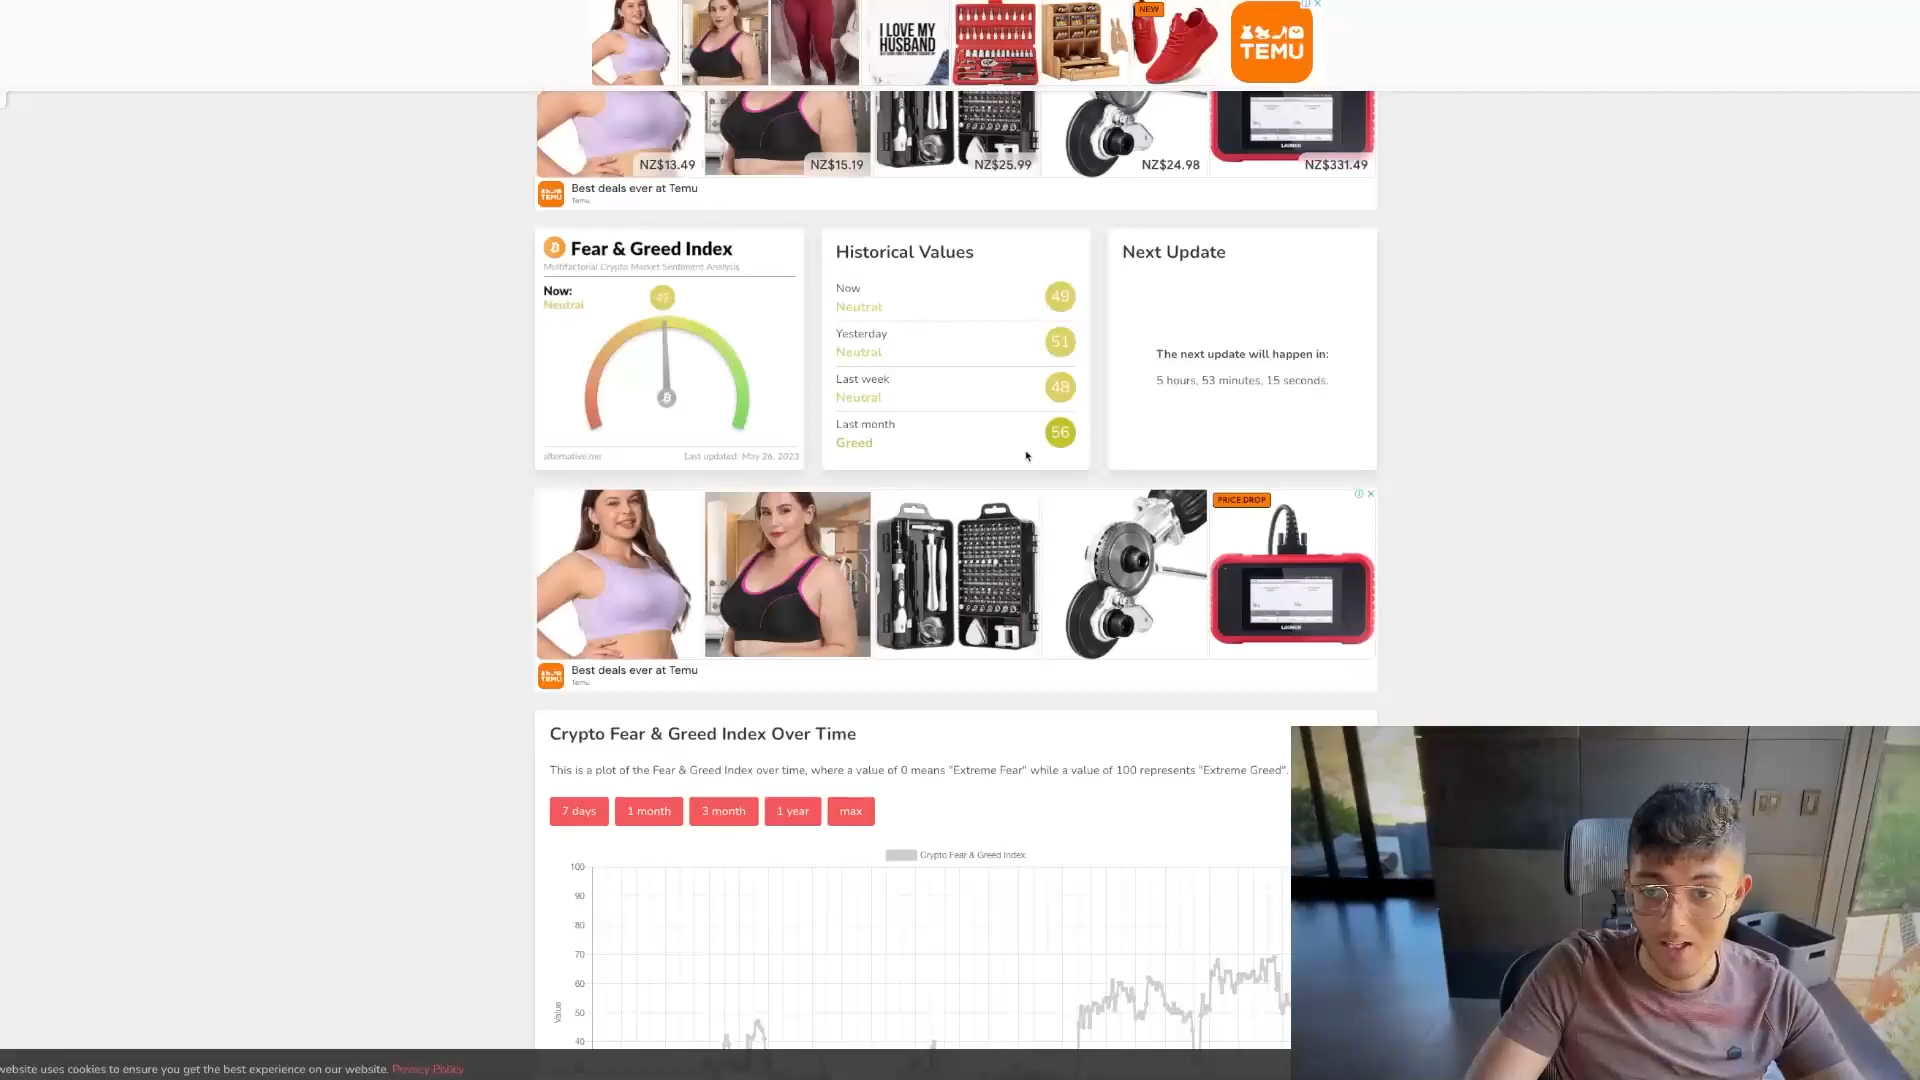 I LOVE MY
HUSBAND
NEW
TEMU
NZ$13.49
NZ$15.19
NZ$25.99
NZ$24.98
NZ$331.49
LAUNCH
TEMU
Best deals ever at Temu
Temu
Fear & Greed Index
Multifactorial Crypto Market Sentiment Analysis
Now:
Neutral
49
alternative.me
Last updated: May 26, 2023
Historical Values
Now
Neutral
49
Yesterday
Neutral
51
Last week
Neutral
48
Last month
Greed
56
Next Update
The next update will happen in:
5 hours, 53 minutes, 15 seconds.
PRICE DROP
LAUNCH
TEMU
Best deals ever at Temu
Temu
Crypto Fear & Greed Index Over Time
This is a plot of the Fear & Greed Index over time, where a value of 0 means "Extreme Fear" while a value of 100 represents "Extreme Greed".
7 days
1 month
3 month
1 year
max
Crypto Fear & Greed Index
100
90
80
70
60
50
40
Value
website uses cookies to ensure you get the best experience on our website. Privacy Policy